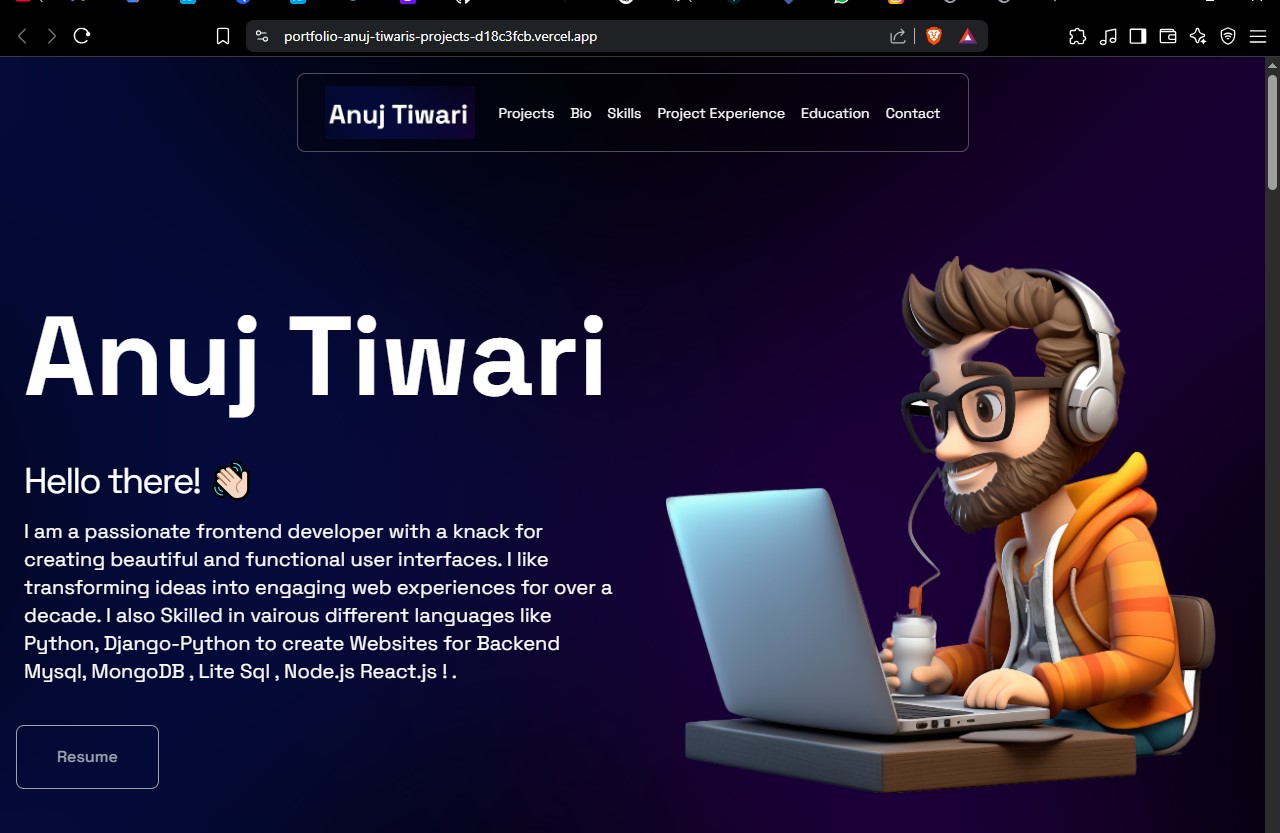 portfolio-anuj-tiwaris-projects-d18c3fcb.vercel.app
Anuj Tiwari Projects Bio Skills Project Experience Education Contact
Anuj Tiwari
Hello there! 👋🏻
I am a passionate frontend developer with a knack for
creating beautiful and functional user interfaces. I like
transforming ideas into engaging web experiences for over a
decade. I also Skilled in vairous different languages like
Python, Django-Python to create Websites for Backend
Mysql, MongoDB , Lite Sql , Node.js React.js ! .
Resume